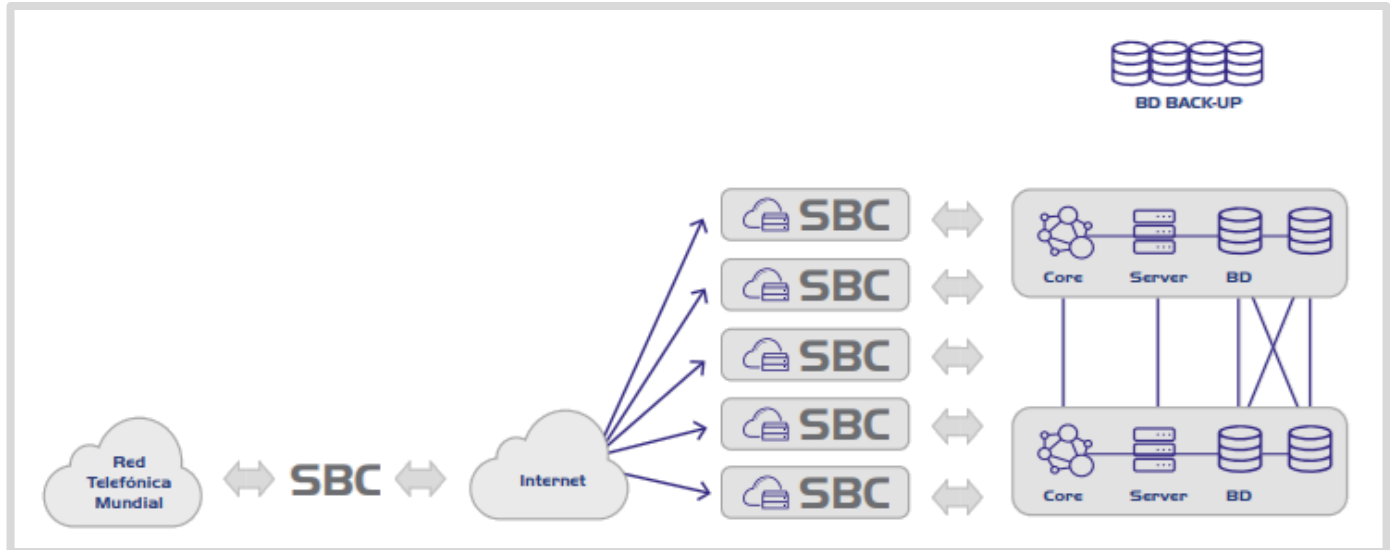 BD BACK-UP
SBC
Core Server BD
SBC
SBC
SBC
Core Server BD
SBC
Red
Telefónica
Mundial
SBC
Internet